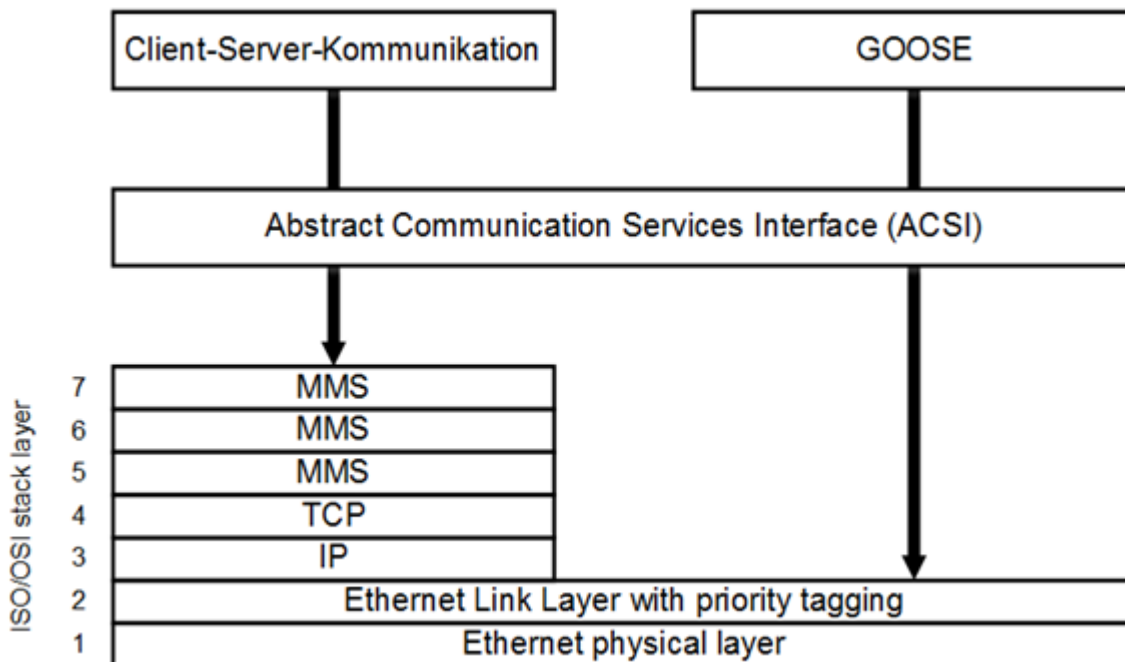 Client-Server-Kommunikation
GOOSE
Abstract Communication Services Interface (ACSI)
ISO/OSI stack layer
7 MMS
6 MMS
5 MMS
4 TCP
3 IP
2 Ethernet Link Layer with priority tagging
1 Ethernet physical layer